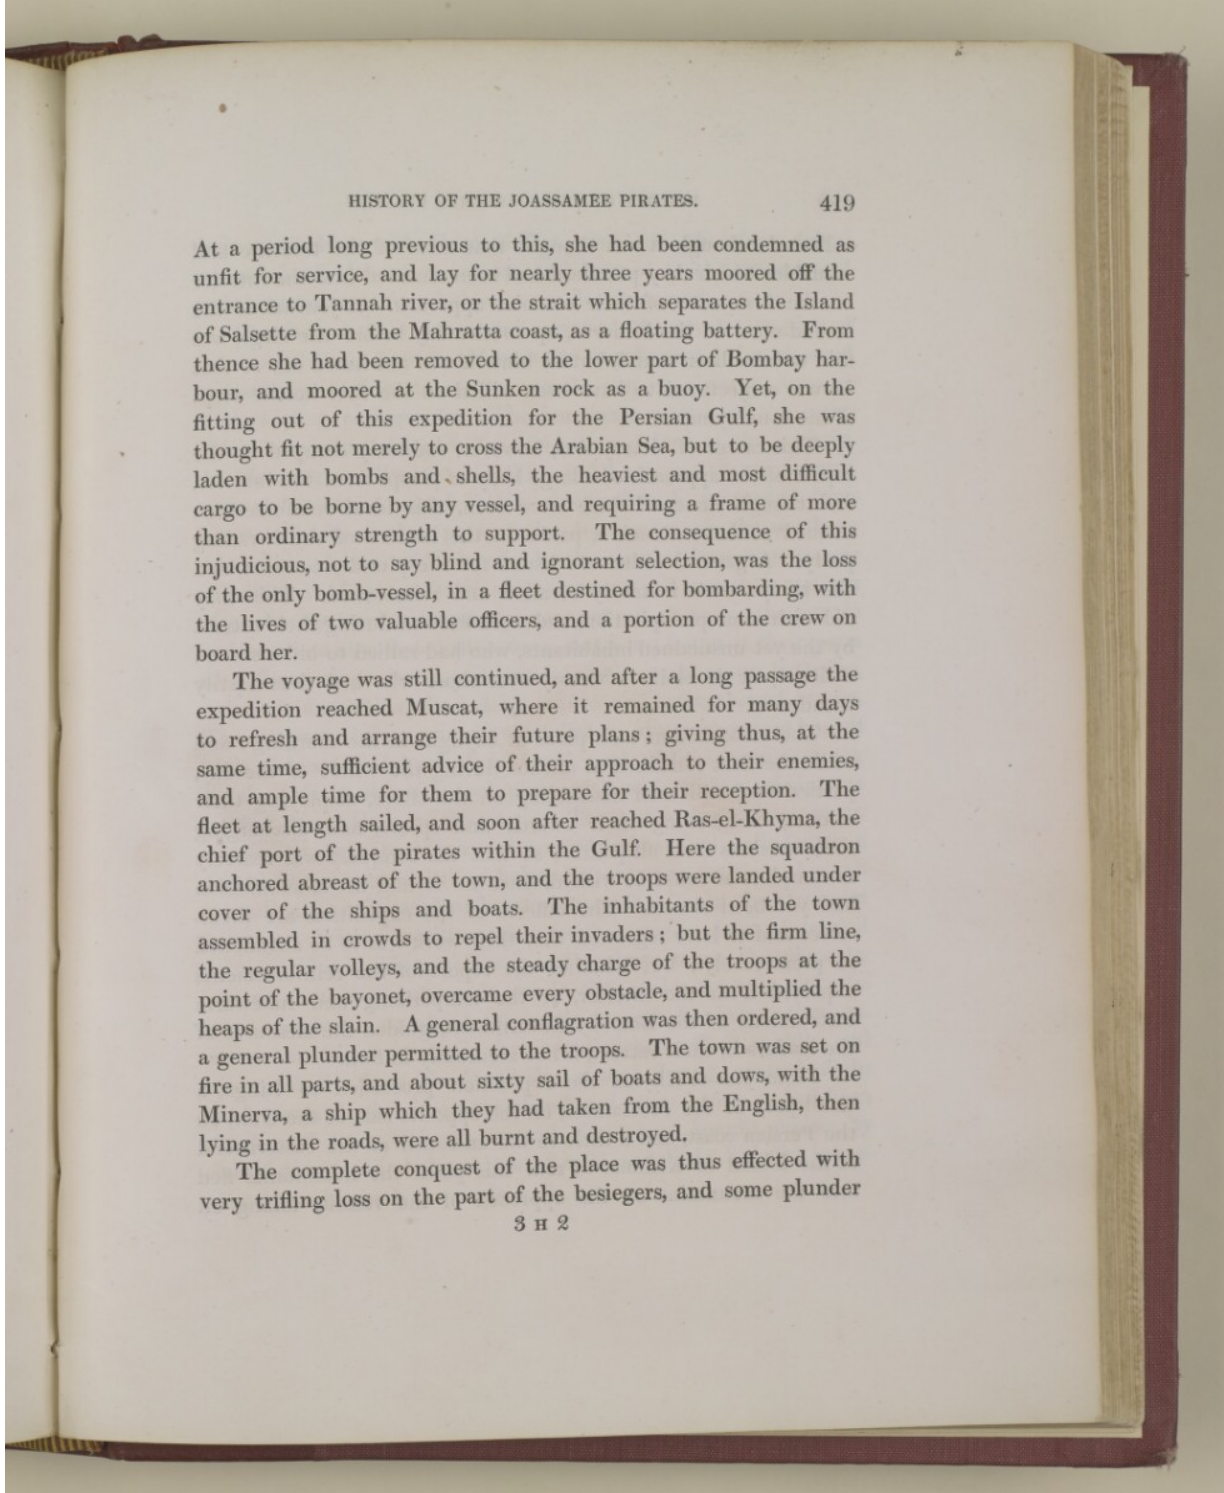 HISTORY OF THE JOASSAMEE PIRATES. 419
At a period long previous to this, she had been condemned as
unfit for service, and lay for nearly three years moored off the
entrance to Tannah river, or the strait which separates the Island
of Salsette from the Mahratta coast, as a floating battery. From
thence she had been removed to the lower part of Bombay har-
bour, and moored at the Sunken rock as a buoy. Yet, on the
fitting out of this expedition for the Persian Gulf, she was
thought fit not merely to cross the Arabian Sea, but to be deeply
laden with bombs and shells, the heaviest and most difficult
cargo to be borne by any vessel, and requiring a frame of more
than ordinary strength to support. The consequence of this
injudicious, not to say blind and ignorant selection, was the loss
of the only bomb-vessel, in a fleet destined for bombarding, with
the lives of two valuable officers, and a portion of the crew on
board her.
The voyage was still continued, and after a long passage the
expedition reached Muscat, where it remained for many days
to refresh and arrange their future plans; giving thus, at the
same time, sufficient advice of their approach to their enemies,
and ample time for them to prepare for their reception. The
fleet at length sailed, and soon after reached Ras-el-Khyma, the
chief port of the pirates within the Gulf. Here the squadron
anchored abreast of the town, and the troops were landed under
cover of the ships and boats. The inhabitants of the town
assembled in crowds to repel their invaders; but the firm line,
the regular volleys, and the steady charge of the troops at the
point of the bayonet, overcame every obstacle, and multiplied the
heaps of the slain. A general conflagration was then ordered, and
a general plunder permitted to the troops. The town was set on
fire in all parts, and about sixty sail of boats and dows, with the
Minerva, a ship which they had taken from the English, then
lying in the roads, were all burnt and destroyed.
The complete conquest of the place was thus effected with
very trifling loss on the part of the besiegers, and some plunder
3 H 2